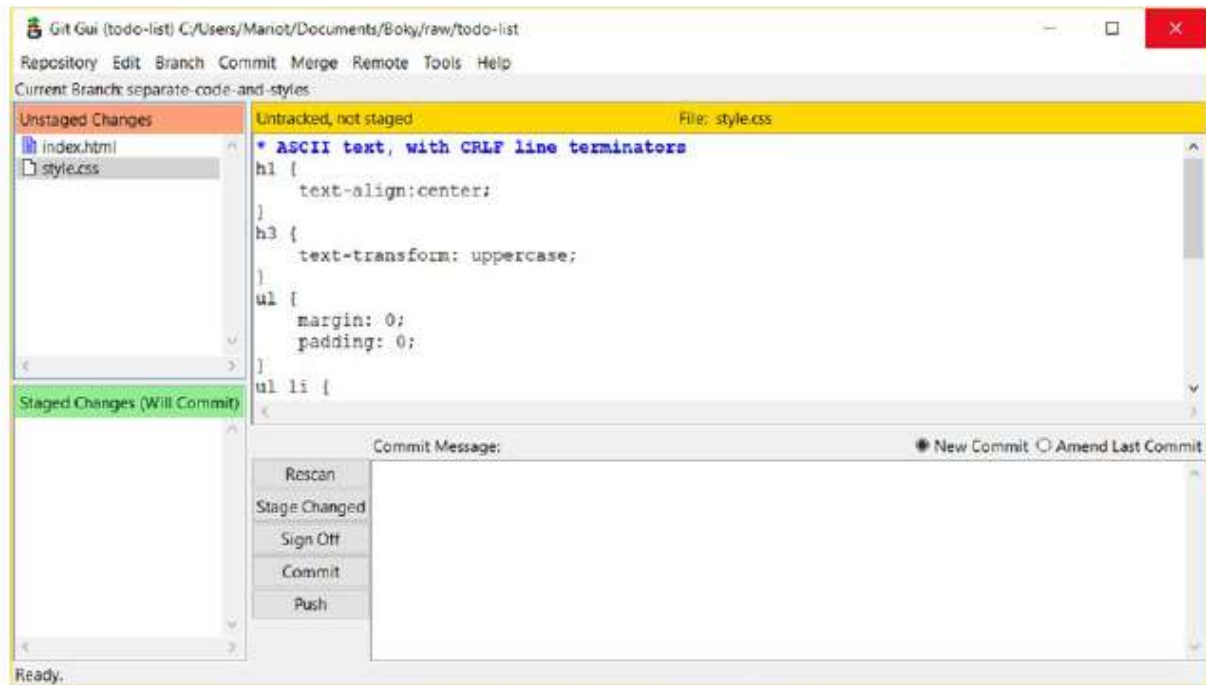 Git Gui (todo-list) C:/Users/Mariot/Documents/Boky/raw/todo-list
Repository Edit Branch Commit Merge Remote Tools Help
Current Branch: separate-code-and-styles
Unstaged Changes
index.html
style.css
Staged Changes (Will Commit)
Untracked, not staged File: style.css
* ASCII text, with CRLF line terminators
h1 {
    text-align:center;
}
h3 {
    text-transform: uppercase;
}
ul {
    margin: 0;
    padding: 0;
}
ul li {
Commit Message:
New Commit Amend Last Commit
Rescan
Stage Changed
Sign Off
Commit
Push
Ready.